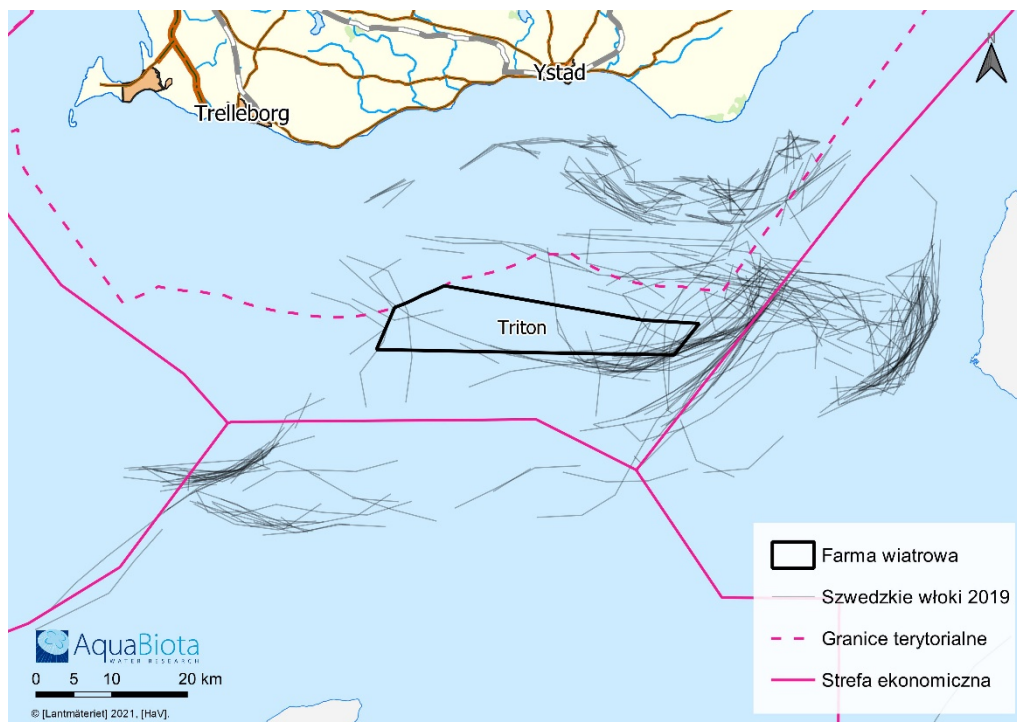 N
Ystad
Trelleborg
Triton
Farma wiatrowa
Szwedzkie włoki 2019
Granice terytorialne
Strefa ekonomiczna
AquaBiota
WATER RESEARCH
0 5 10 20 km
© [Lantmäteriet] 2021, [HaV].